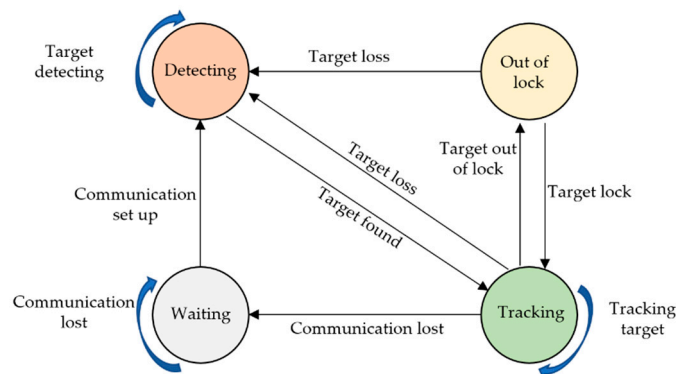 Target
detecting
Detecting
Target loss
Out of
lock
Target loss
Target out
of lock
Target lock
Communication
set up
Target found
Communication
lost
Waiting
Communication lost
Tracking
Tracking
target